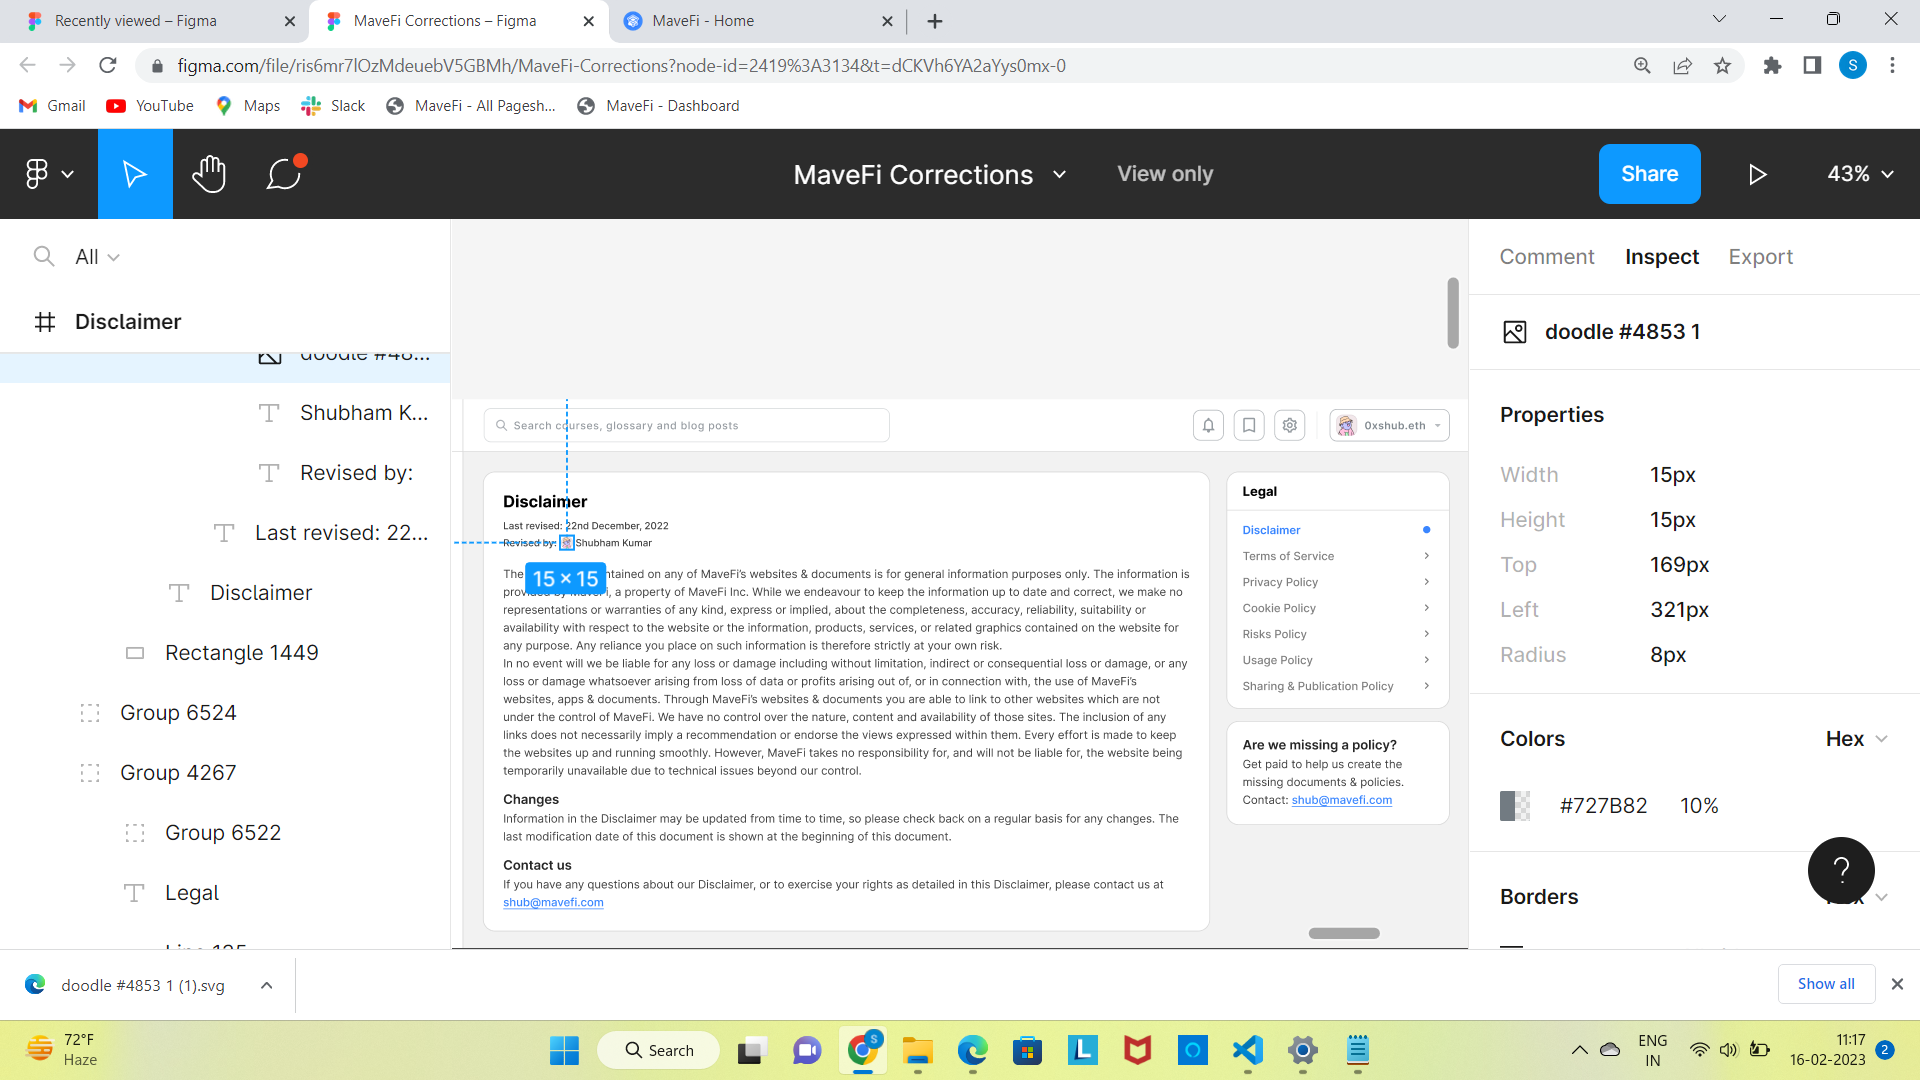 Recently viewed – Figma
MaveFi Corrections – Figma
MaveFi - Home
figma.com/file/ris6mr7lOzMdeuebV5GBMh/MaveFi-Corrections?node-id=2419%3A3134&t=dCKVh6YA2aYys0mx-0
S
Gmail
YouTube
Maps
Slack
MaveFi - All Pagesh...
MaveFi - Dashboard
MaveFi Corrections
View only
Share
43%
All
Disclaimer
doodle #48...
Shubham K...
Revised by:
Last revised: 22...
Disclaimer
Rectangle 1449
Group 6524
Group 4267
Group 6522
Legal
Search courses, glossary and blog posts
0xshub.eth
Disclaimer
Last revised: 22nd December, 2022
Revised by: Shubham Kumar
15 × 15
The ntained on any of MaveFi's websites & documents is for general information purposes only. The information is
a property of MaveFi Inc. While we endeavour to keep the information up to date and correct, we make no
representations or warranties of any kind, express or implied, about the completeness, accuracy, reliability, suitability or
availability with respect to the website or the information, products, services, or related graphics contained on the website for
any purpose. Any reliance you place on such information is therefore strictly at your own risk.
In no event will we be liable for any loss or damage including without limitation, indirect or consequential loss or damage, or any
loss or damage whatsoever arising from loss of data or profits arising out of, or in connection with, the use of MaveFi's
websites, apps & documents. Through MaveFi's websites & documents you are able to link to other websites which are not
under the control of MaveFi. We have no control over the nature, content and availability of those sites. The inclusion of any
links does not necessarily imply a recommendation or endorse the views expressed within them. Every effort is made to keep
the websites up and running smoothly. However, MaveFi takes no responsibility for, and will not be liable for, the website being
temporarily unavailable due to technical issues beyond our control.
Changes
Information in the Disclaimer may be updated from time to time, so please check back on a regular basis for any changes. The
last modification date of this document is shown at the beginning of this document.
Contact us
If you have any questions about our Disclaimer, or to exercise your rights as detailed in this Disclaimer, please contact us at
shub@mavefi.com
Legal
Disclaimer
Terms of Service
Privacy Policy
Cookie Policy
Risks Policy
Usage Policy
Sharing & Publication Policy
Are we missing a policy?
Get paid to help us create the
missing documents & policies.
Contact: shub@mavefi.com
Comment
Inspect
Export
doodle #4853 1
Properties
Width 15px
Height 15px
Top 169px
Left 321px
Radius 8px
Colors
Hex
#727B82 10%
Borders
?
doodle #4853 1 (1).svg
Show all
72°F
Haze
Search
S
L
ENG
IN
11:17
16-02-2023
2